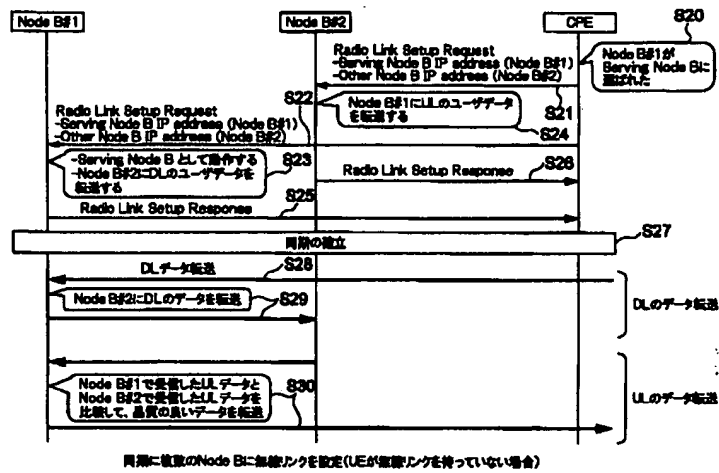 Node B#1
Node B#2
CPE
S20
Node B#1が
Serving Node Bに
選ばれた
Radio Link Setup Request
-Serving Node B IP address (Node B#1)
-Other Node B IP address (Node B#2)
S21
Node B#1にULのユーザデータ
を転送する
S24
S22
Radio Link Setup Request
-Serving Node B IP address (Node B#1)
-Other Node B IP address (Node B#2)
-Serving Node B として動作する
-Node B#2にDLのユーザデータを
転送する
S23
S26
Radio Link Setup Response
S25
Radio Link Setup Response
同期の確立
S27
DLデータ転送
S28
Node B#2にDLのデータを転送
S29
DLのデータ転送
Node B#1で受信したULデータと
Node B#2で受信したULデータを
比較して、品質の良いデータを転送
S30
ULのデータ転送
同期に複数のNode Bに無線リンクを設定(UEが無線リンクを持っていない場合)